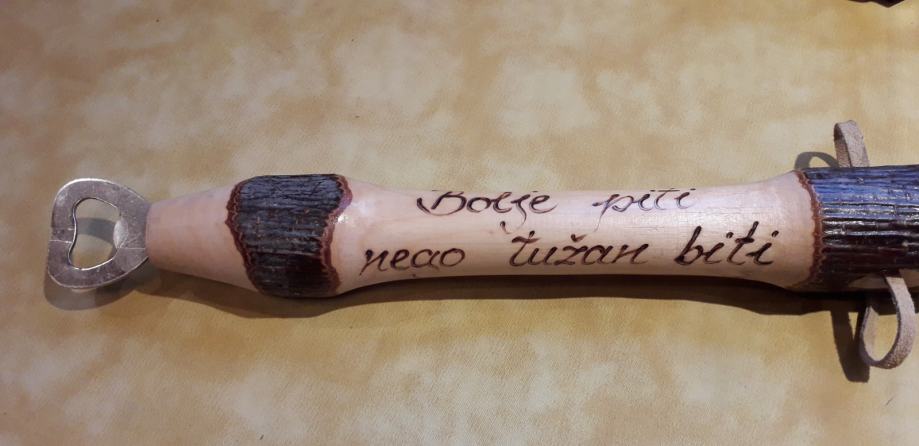 Bolje piti
nego tužan biti